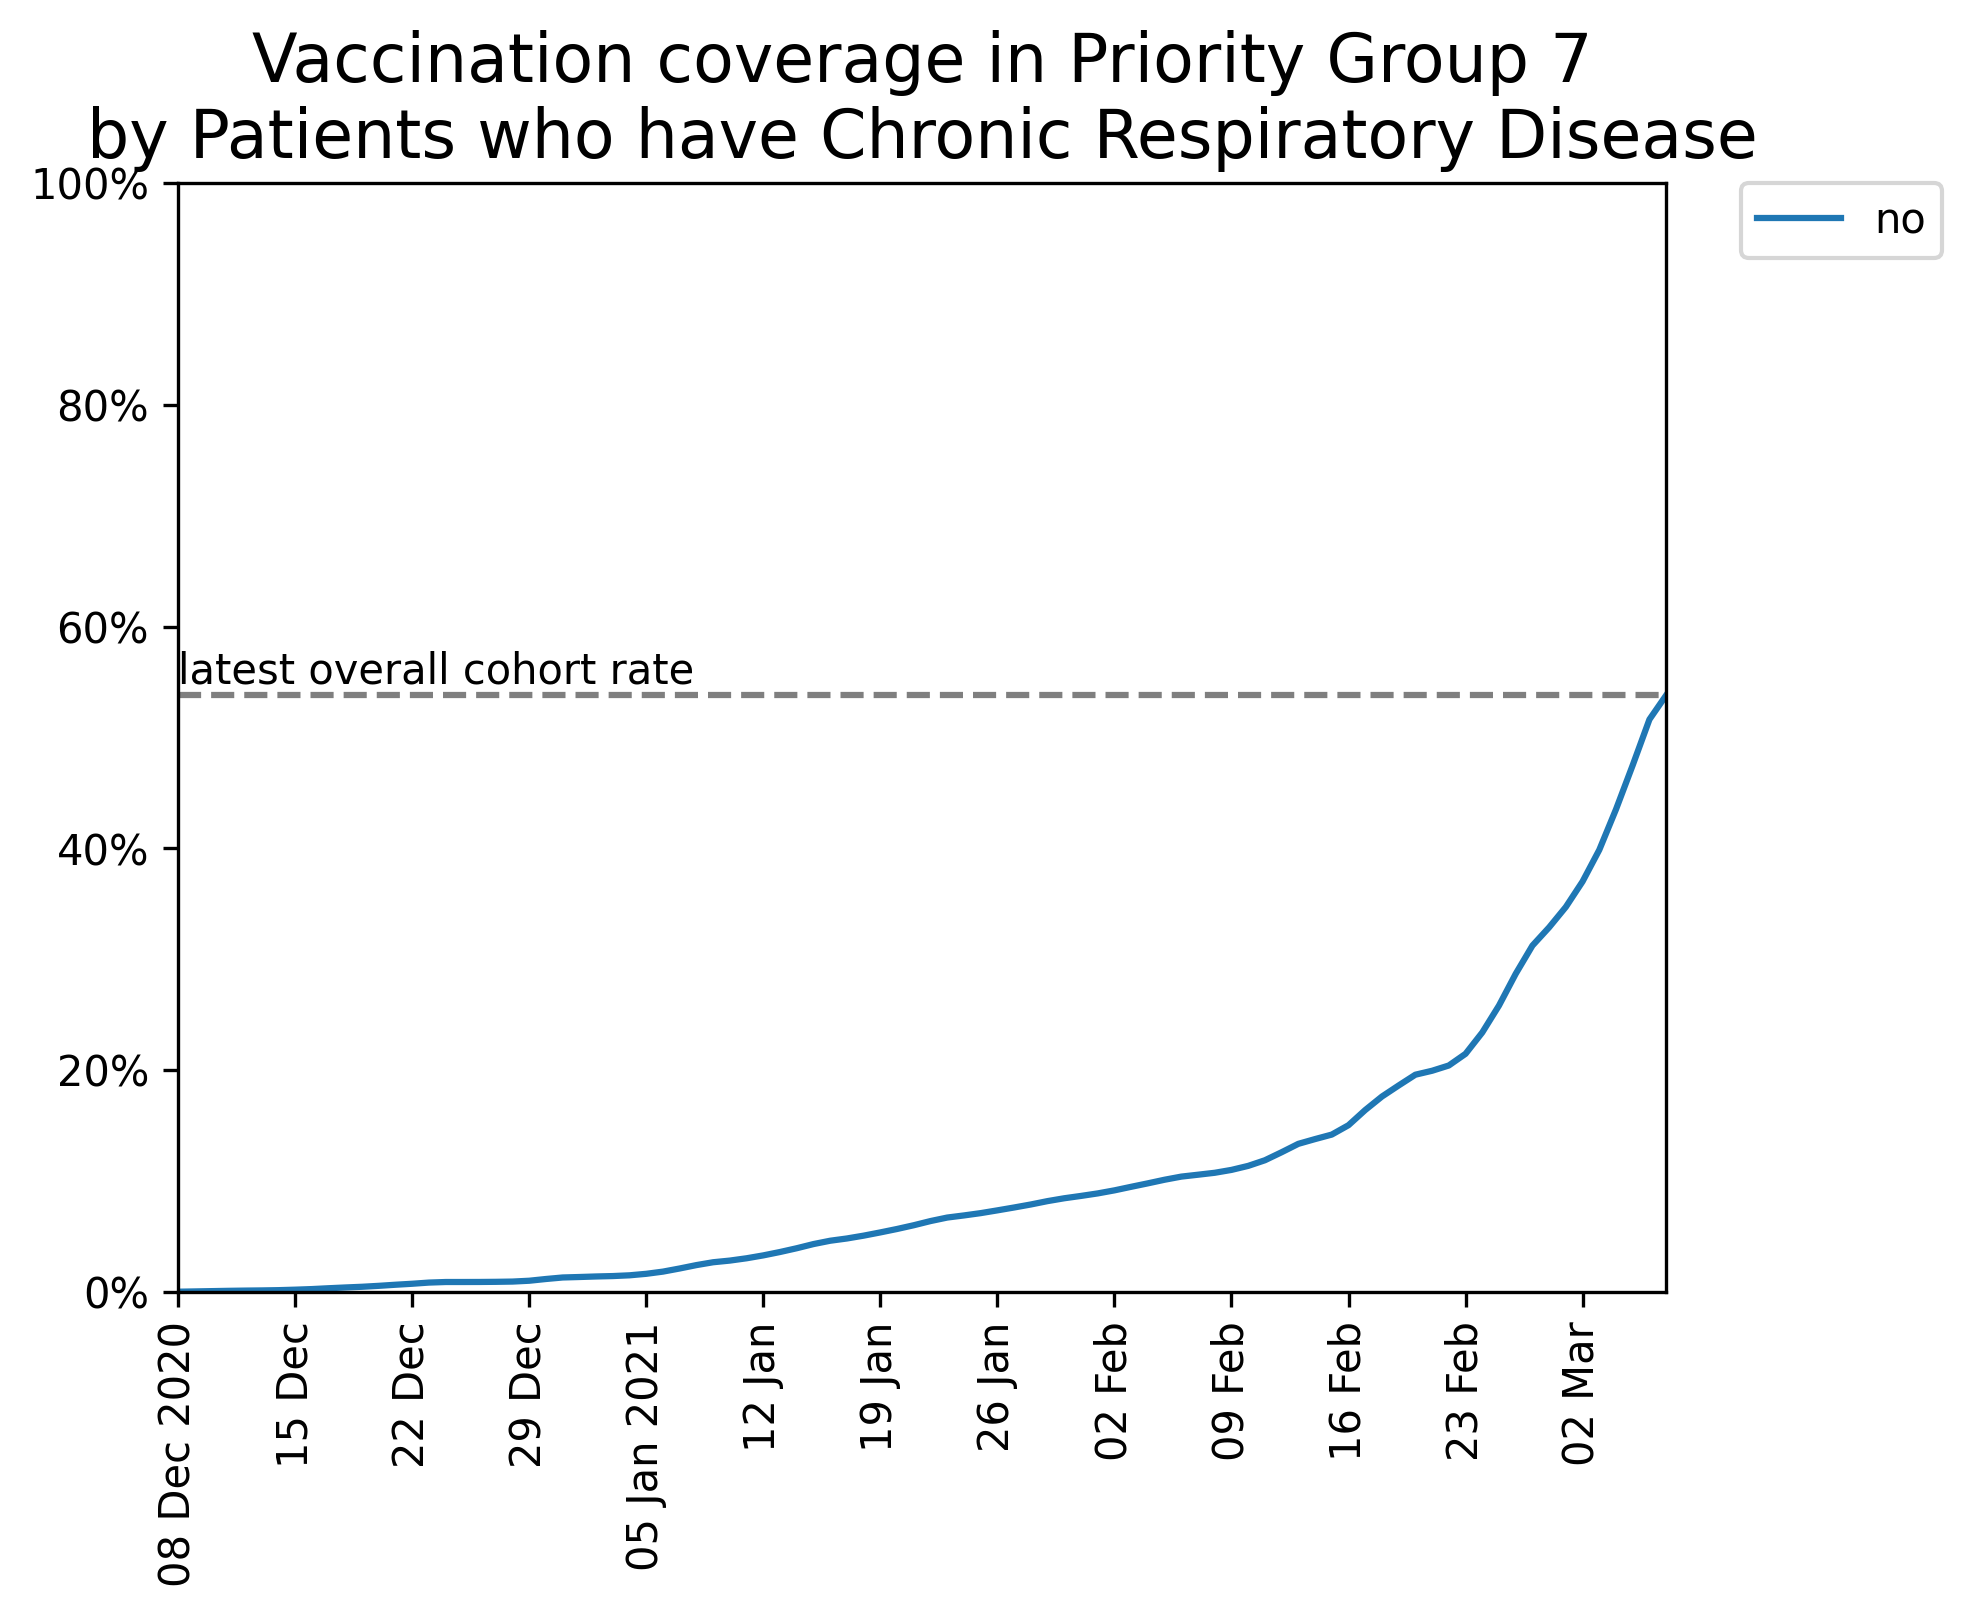 Vaccination coverage in Priority Group 7
by Patients who have Chronic Respiratory Disease
100%
80%
60%
40%
20%
0%
latest overall cohort rate
no
08 Dec 2020
15 Dec
22 Dec
29 Dec
05 Jan 2021
12 Jan
19 Jan
26 Jan
02 Feb
09 Feb
16 Feb
23 Feb
02 Mar